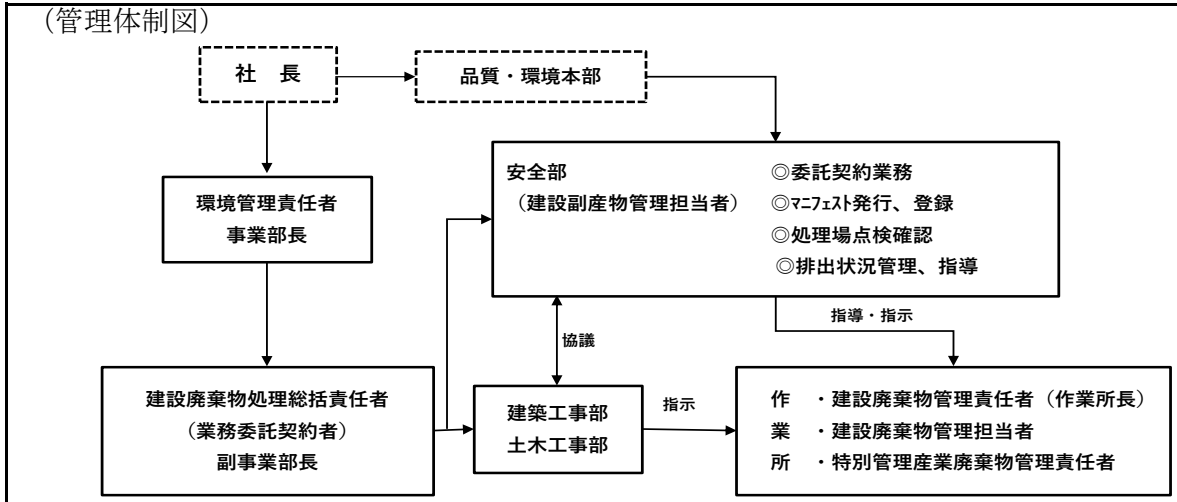 (管理体制図)
社　長
品質・環境本部
環境管理責任者
事業部長
安全部
(建設副産物管理担当者)
◎委託契約業務
◎ﾏﾆﾌｪｽﾄ発行、登録
◎処理場点検確認
◎排出状況管理、指導
協議
指導・指示
建設廃棄物処理総括責任者
(業務委託契約者)
副事業部長
建築工事部
土木工事部
指示
作　・建設廃棄物管理責任者（作業所長）
業　・建設廃棄物管理担当者
所　・特別管理産業廃棄物管理責任者